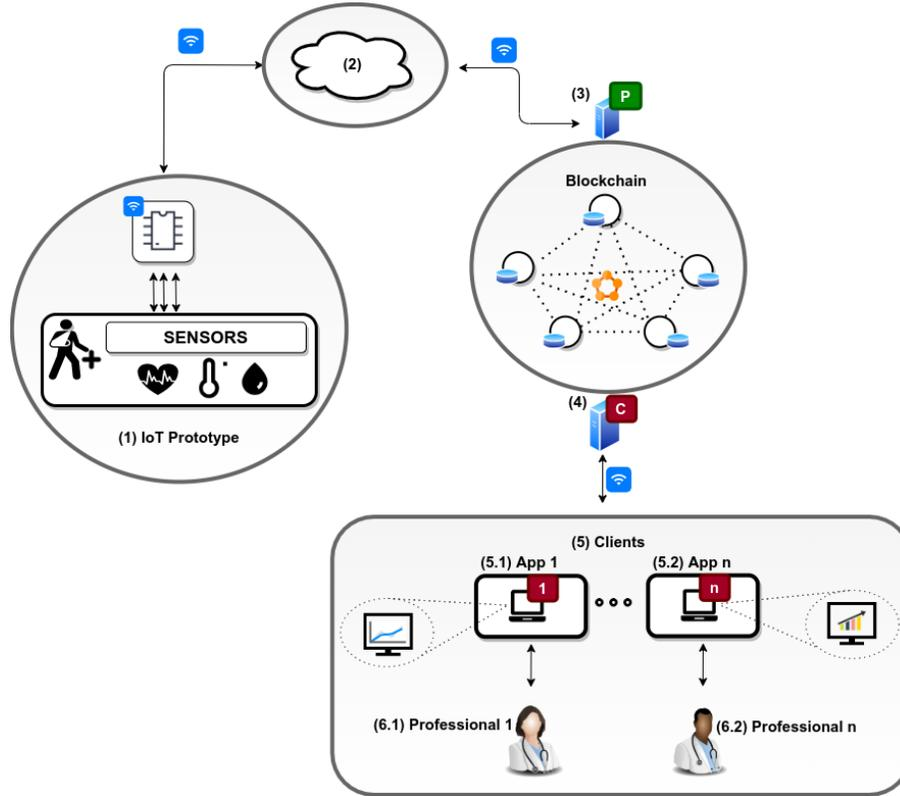 (2)
(3)
P
Blockchain
SENSORS
(1) IoT Prototype
(4)
C
(5) Clients
(5.1) App 1
(5.2) App n
1
n
(6.1) Professional 1
(6.2) Professional n